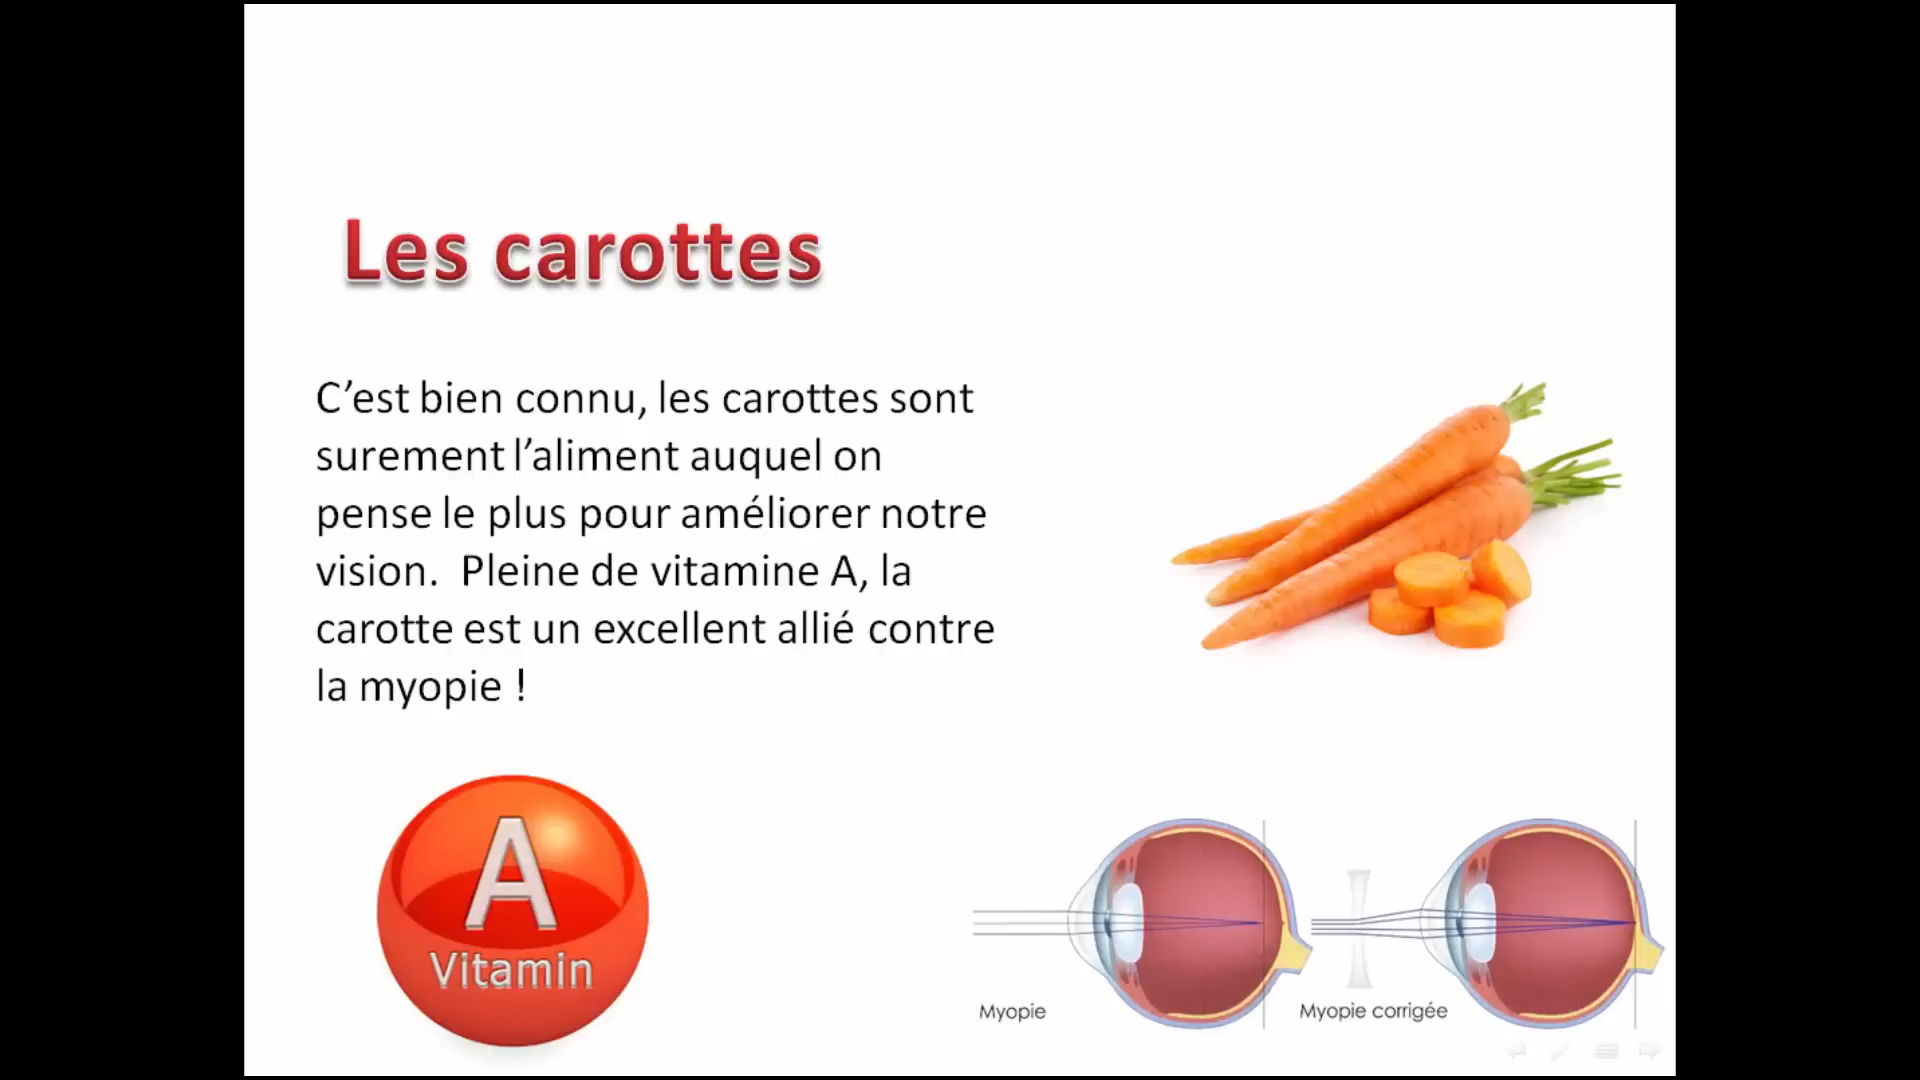 Les carottes
C’est bien connu, les carottes sont
surement l’aliment auquel on
pense le plus pour améliorer notre
vision.  Pleine de vitamine A, la
carotte est un excellent allié contre
la myopie !
A
Vitamin
Myopie
Myopie corrigée